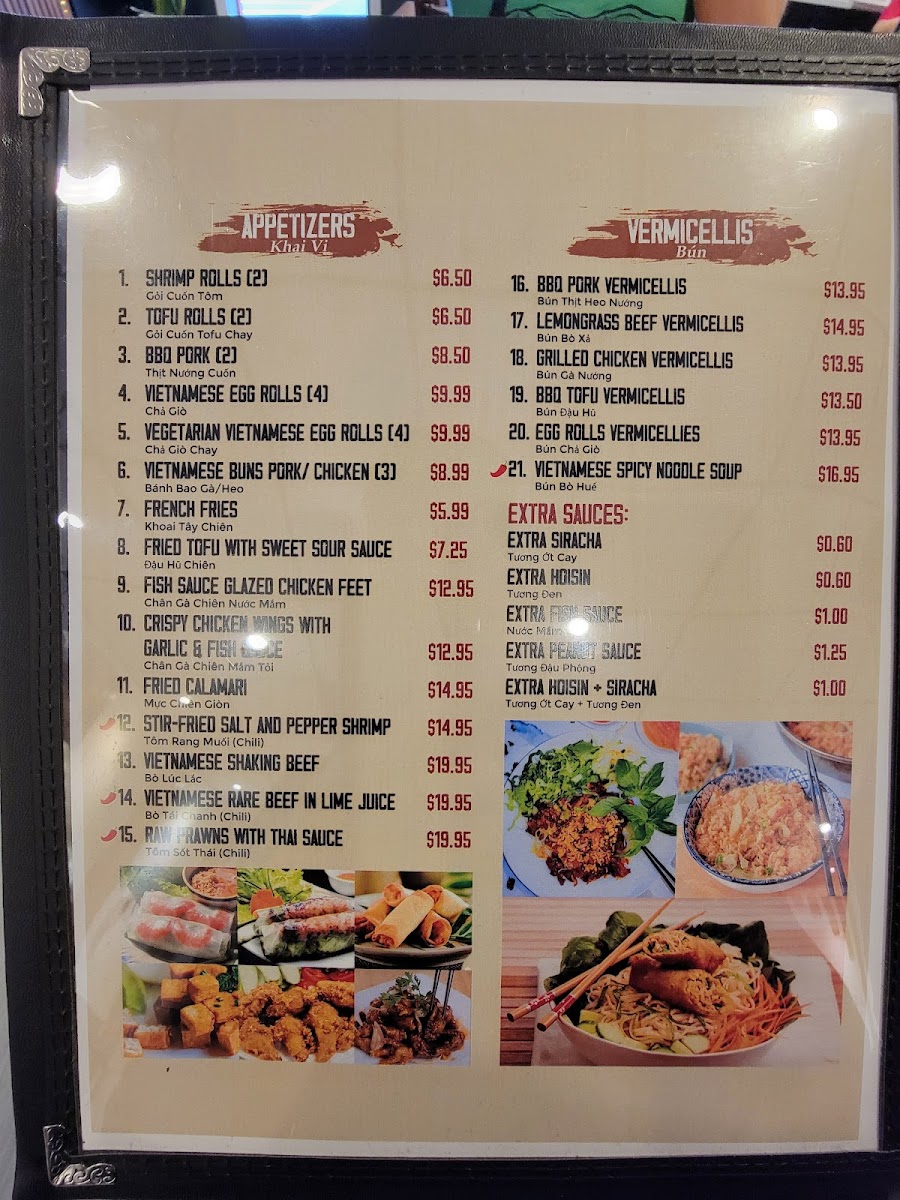 APPETIZERS
Khai Vị
1. SHRIMP ROLLS (2) $6.50
Gỏi Cuốn Tôm
2. TOFU ROLLS (2) $6.50
Gỏi Cuốn Tofu Chay
3. BBQ PORK (2) $8.50
Thịt Nướng Cuốn
4. VIETNAMESE EGG ROLLS (4) $9.99
Chả Giò
5. VEGETARIAN VIETNAMESE EGG ROLLS (4) $9.99
Chả Giò Chay
6. VIETNAMESE BUNS PORK/ CHICKEN (3) $8.99
Bánh Bao Gà/Heo
7. FRENCH FRIES $5.99
Khoai Tây Chiên
8. FRIED TOFU WITH SWEET SOUR SAUCE $7.25
Đậu Hũ Chiên
9. FISH SAUCE GLAZED CHICKEN FEET $12.95
Chân Gà Chiên Nước Mắm
10. CRISPY CHICKEN WINGS WITH
GARLIC & FISH SAUCE $12.95
Chân Gà Chiên Mắm Tỏi
11. FRIED CALAMARI $14.95
Mực Chiên Giòn
12. STIR-FRIED SALT AND PEPPER SHRIMP $14.95
Tôm Rang Muối (Chili)
13. VIETNAMESE SHAKING BEEF $19.95
Bò Lúc Lắc
14. VIETNAMESE RARE BEEF IN LIME JUICE $19.95
Bò Tái Chanh (Chili)
15. RAW PRAWNS WITH THAI SAUCE $19.95
Tôm Sốt Thái (Chili)
VERMICELLIS
Bún
16. BBQ PORK VERMICELLIS $13.95
Bún Thịt Heo Nướng
17. LEMONGRASS BEEF VERMICELLIS $14.95
Bún Bò Xả
18. GRILLED CHICKEN VERMICELLIS $13.95
Bún Gà Nướng
19. BBQ TOFU VERMICELLIS $13.50
Bún Đậu Hũ
20. EGG ROLLS VERMICELLIES $13.95
Bún Chả Giò
21. VIETNAMESE SPICY NOODLE SOUP $16.95
Bún Bò Huế
EXTRA SAUCES:
EXTRA SIRACHA $0.60
Tương Ớt Cay
EXTRA HOISIN $0.60
Tương Đen
EXTRA FISH SAUCE $1.00
Nước Mắm
EXTRA PEANUT SAUCE $1.25
Tương Đậu Phộng
EXTRA HOISIN + SIRACHA $1.00
Tương Ớt Cay + Tương Đen